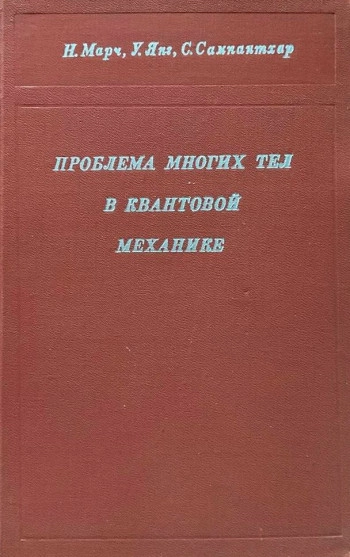 Н. Марч, У. Янг, С. Сампантхар
ПРОБЛЕМА МНОГИХ ТЕЛ
В КВАНТОВОЙ
МЕХАНИКЕ